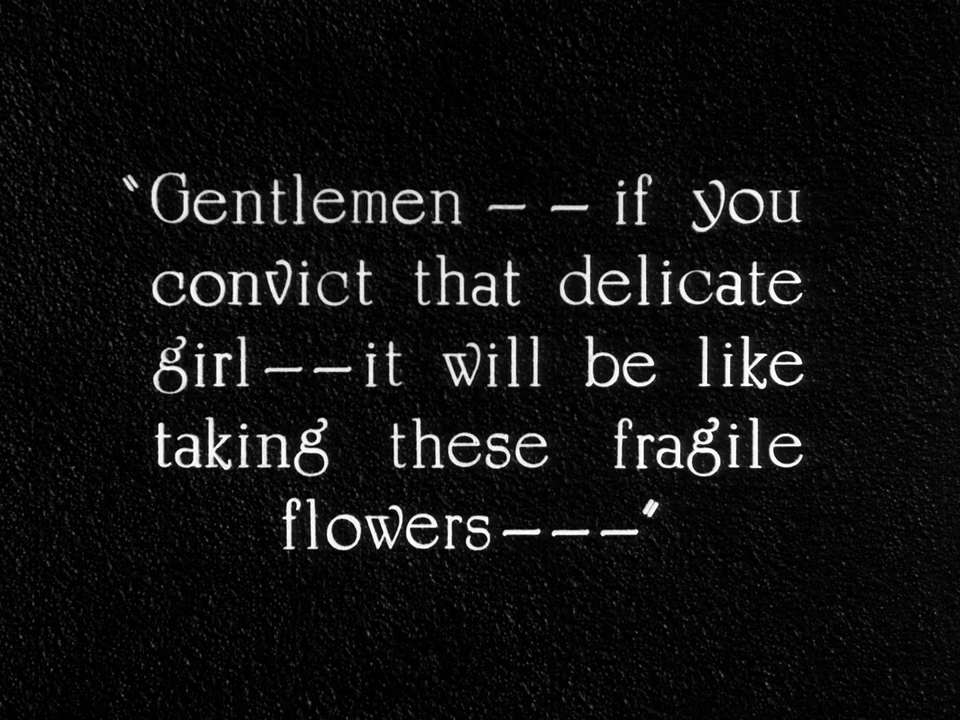 "Gentlemen – – if you
convict that delicate
girl – – it will be like
taking these fragile
flowers – – –"